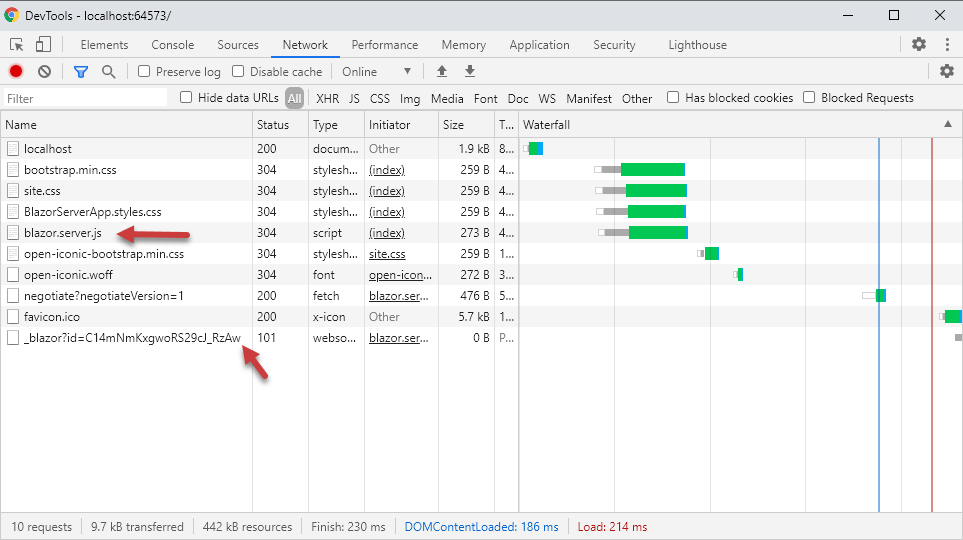 DevTools - localhost:64573/
Elements Console Sources Network Performance Memory Application Security Lighthouse
Preserve log Disable cache Online
Filter Hide data URLs All XHR JS CSS Img Media Font Doc WS Manifest Other Has blocked cookies Blocked Requests
Name Status Type Initiator Size T... Waterfall
localhost 200 docum... Other 1.9 kB 8...
bootstrap.min.css 304 stylesh... (index) 259 B 4...
site.css 304 stylesh... (index) 259 B 4...
BlazorServerApp.styles.css 304 stylesh... (index) 259 B 4...
blazor.server.js 304 script (index) 273 B 4...
open-iconic-bootstrap.min.css 304 stylesh... site.css 259 B 1...
open-iconic.woff 304 font open-icon... 272 B 3...
negotiate?negotiateVersion=1 200 fetch blazor.ser... 476 B 5...
favicon.ico 200 x-icon Other 5.7 kB 1...
_blazor?id=C14mNmKxgwoRS29cJ_RzAw 101 webso... blazor.ser... 0 B P...
10 requests 9.7 kB transferred 442 kB resources Finish: 230 ms DOMContentLoaded: 186 ms Load: 214 ms